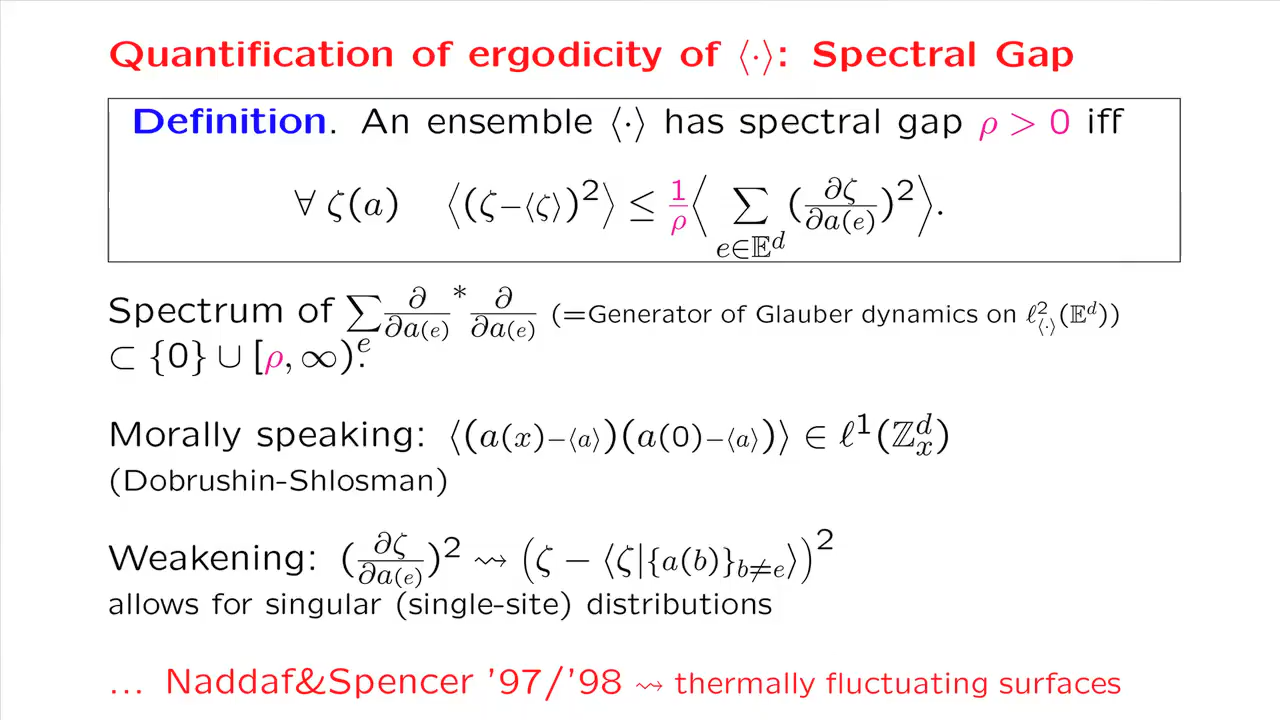 Quantification of ergodicity of ⟨·⟩: Spectral Gap
Definition. An ensemble ⟨·⟩ has spectral gap ρ > 0 iff
∀ ζ(a) ⟨(ζ−⟨ζ⟩)²⟩ ≤ 1/ρ ⟨ ∑_{e∈𝔼^d} (∂ζ/∂a(e))² ⟩.
Spectrum of ∑_e ∂/∂a(e)* ∂/∂a(e) (=Generator of Glauber dynamics on ℓ²_{⟨·⟩}(𝔼^d))
⊂ {0} ∪ [ρ, ∞).
Morally speaking: ⟨(a(x)−⟨a⟩)(a(0)−⟨a⟩)⟩ ∈ ℓ¹(ℤ^d_x)
(Dobrushin-Shlosman)
Weakening: (∂ζ/∂a(e))² ⇝ (ζ − ⟨ζ|{a(b)}_{b≠e}⟩)²
allows for singular (single-site) distributions
... Naddaf&Spencer '97/'98 ⇝ thermally fluctuating surfaces